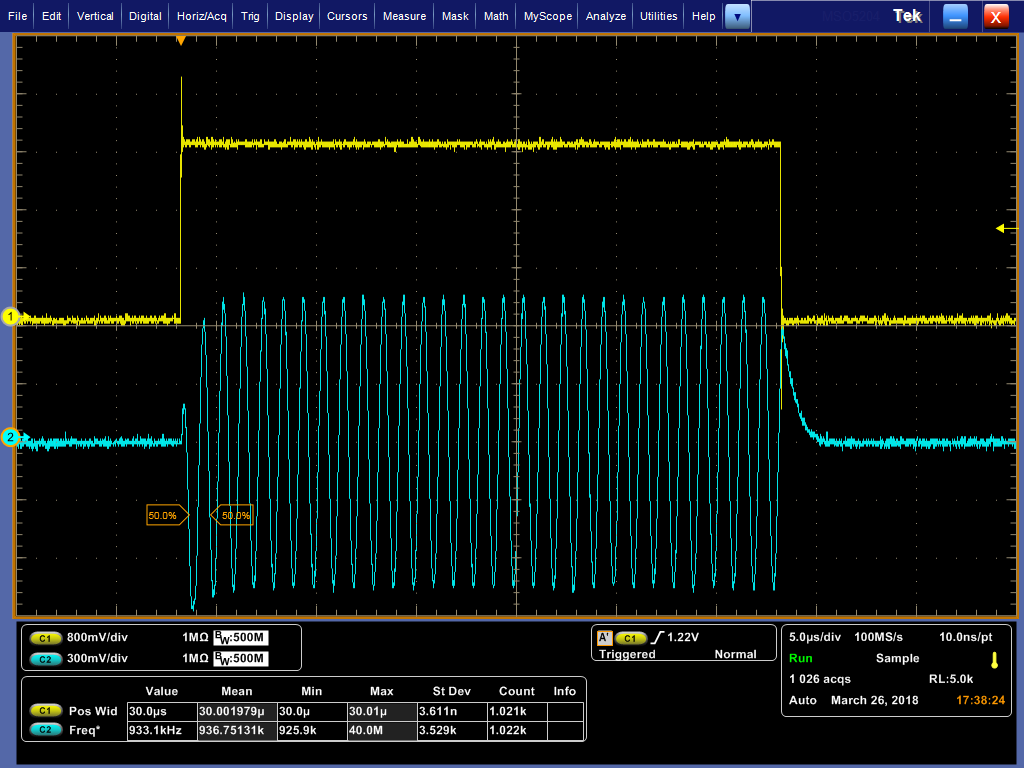 File Edit Vertical Digital Horiz/Acq Trig Display Cursors Measure Mask Math MyScope Analyze Utilities Help ▼ Tek X
1
2
50.0% 50.0%
C1 800mV/div 1MΩ BW:500M
C2 300mV/div 1MΩ BW:500M
A' C1 1.22V
Triggered Normal
5.0µs/div 100MS/s 10.0ns/pt
Run Sample
1 026 acqs RL:5.0k
Auto March 26, 2018 17:38:24
Value Mean Min Max St Dev Count Info
C1 Pos Wid 30.0µs 30.001979µ 30.0µ 30.01µ 3.611n 1.021k
C2 Freq* 933.1kHz 936.75131k 925.9k 40.0M 3.529k 1.022k